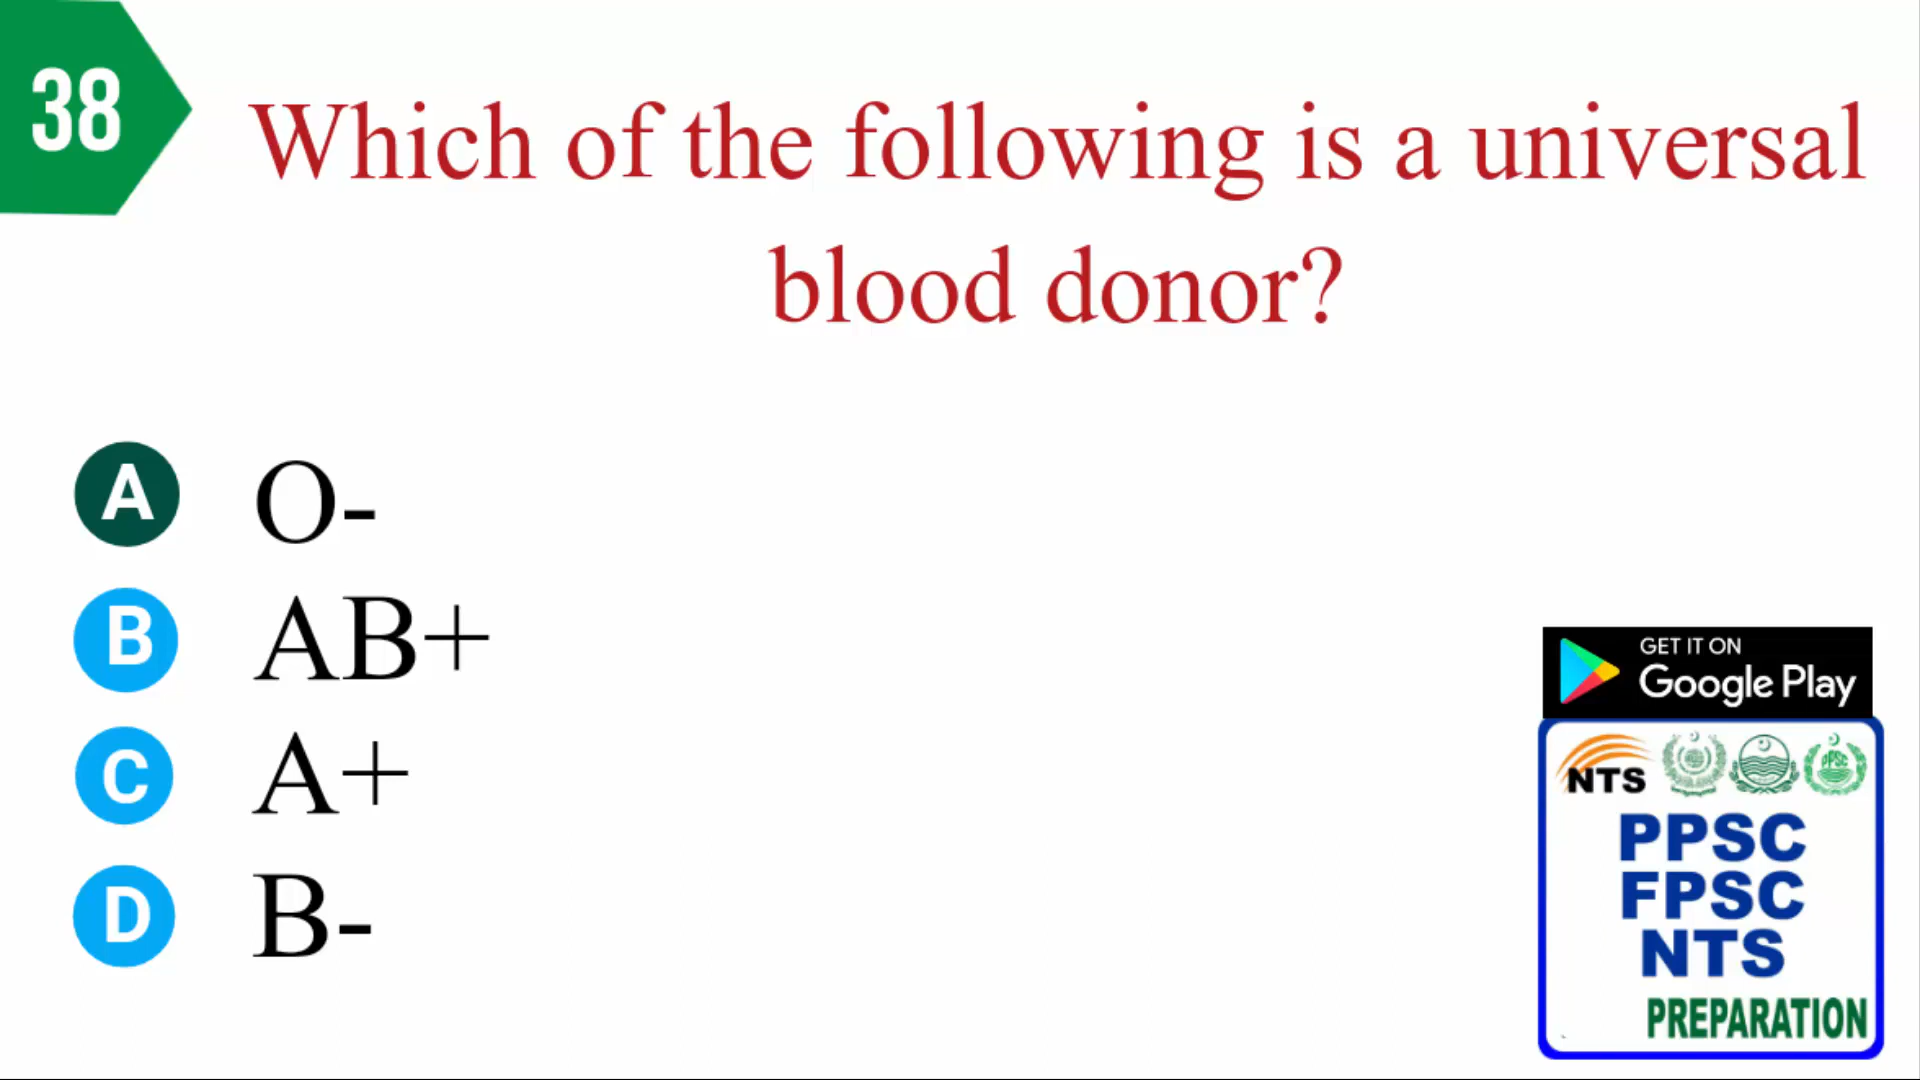 38
Which of the following is a universal
blood donor?
A O-
B AB+
C A+
D B-
GET IT ON
Google Play
NTS PPSC
PPSC
FPSC
NTS
PREPARATION